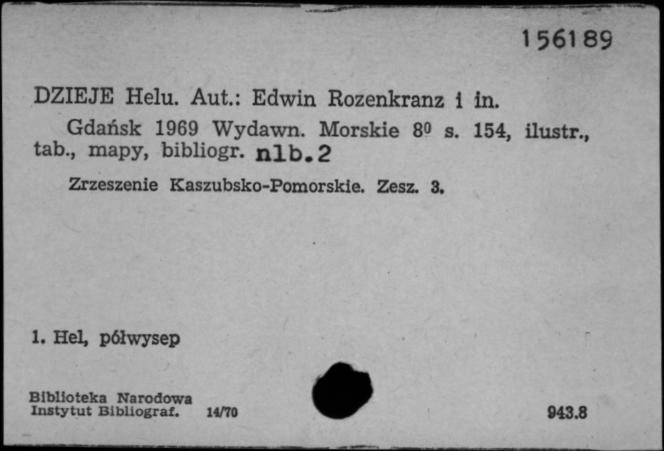 156189
DZIEJE Helu. Aut.: Edwin Rozenkranz i in.
Gdańsk 1969 Wydawn. Morskie 8⁰ s. 154, ilustr.,
tab., mapy, bibliogr. nlb.2
Zrzeszenie Kaszubsko-Pomorskie. Zesz. 3.
1. Hel, półwysep
Biblioteka Narodowa
Instytut Bibliograf. 14/70 943.8